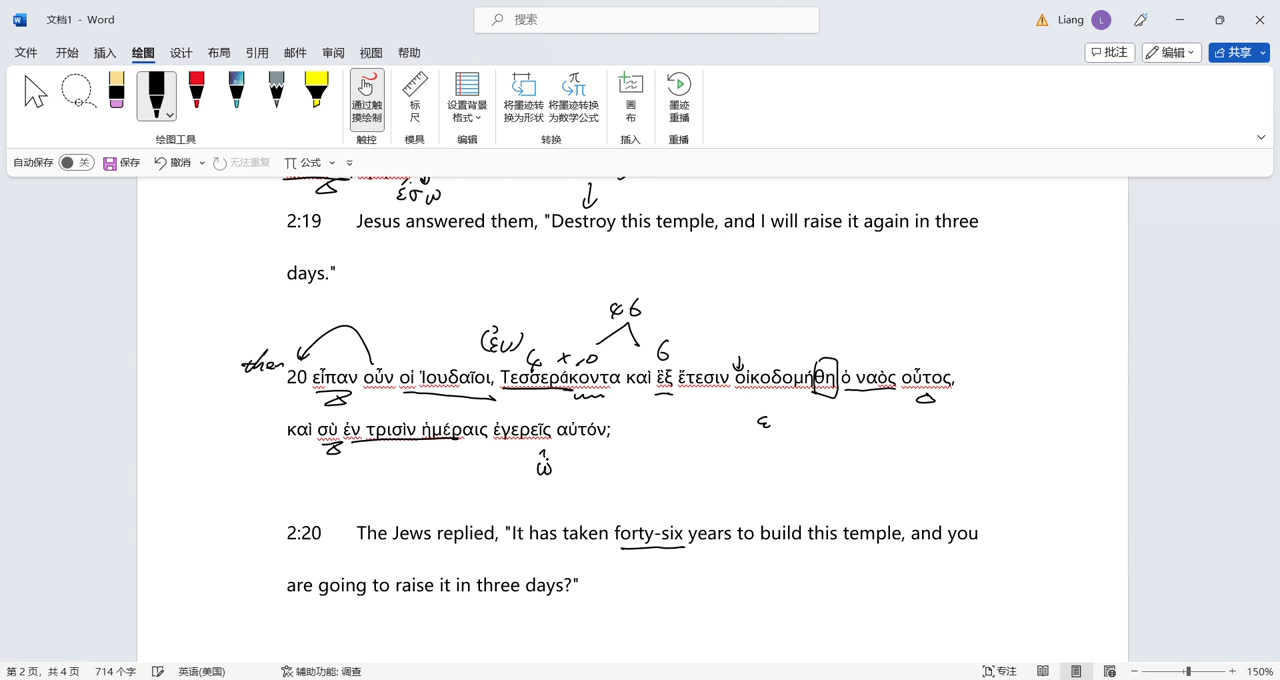 文档1 - Word
搜索
Liang L
文件 开始 插入 绘图 设计 布局 引用 邮件 审阅 视图 帮助
批注 编辑 共享
通过触摸绘制 标尺 设置背景格式 将墨迹转换为形状 将墨迹转换为数学公式 画布 墨迹重播
绘图工具 触控 模具 编辑 转换 插入 重播
自动保存 关 保存 撤消 无法重复 公式
εσω
2:19 Jesus answered them, "Destroy this temple, and I will raise it again in three
days."
46
(ἐω) 4 × 10 6
then
20 εἶπαν οὖν οἱ Ἰουδαῖοι, Τεσσεράκοντα καὶ ἓξ ἔτεσιν οἰκοδομήθη ὁ ναὸς οὗτος,
ε
καὶ σὺ ἐν τρισὶν ἡμέραις ἐγερεῖς αὐτόν;
2:20 The Jews replied, "It has taken forty-six years to build this temple, and you
are going to raise it in three days?"
第 2 页，共 4 页 714 个字 英语(美国) 辅助功能: 调查 专注 150%